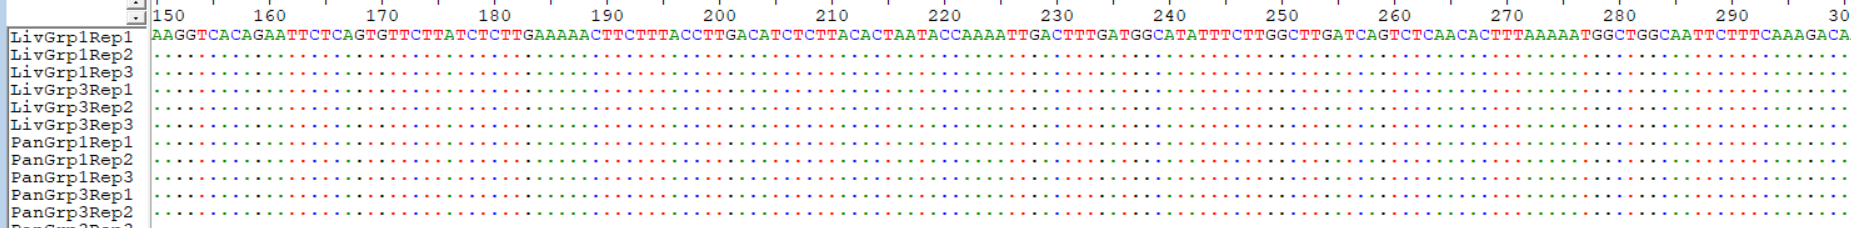 150 160 170 180 190 200 210 220 230 240 250 260 270 280 290 30
LivGrp1Rep1 AAGGTCACAGAATTCTCAGTGTTCTTATCTCTTGAAAAACTTCTTTACCTTGACATCTCTTACACTAATACCAAAATTGACTTTGATGGCATATTTCTTGGCTTGATCAGTCTCAACACTTTAAAAATGGCTGGCAATTCTTTCAAAGACA
LivGrp1Rep2
LivGrp1Rep3
LivGrp3Rep1
LivGrp3Rep2
LivGrp3Rep3
PanGrp1Rep1
PanGrp1Rep2
PanGrp1Rep3
PanGrp3Rep1
PanGrp3Rep2